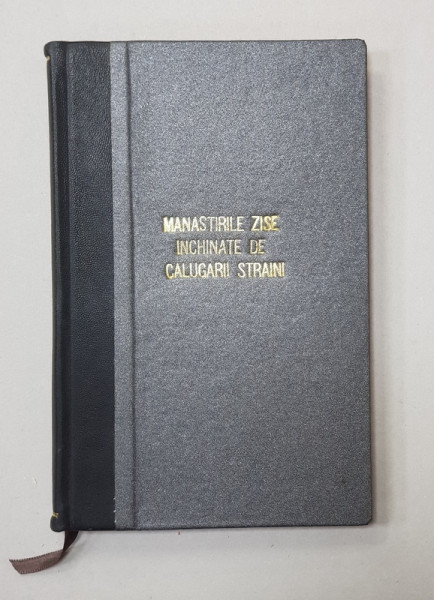 MANASTIRILE ZISE
INCHINATE DE
CALUGARII STRAINI